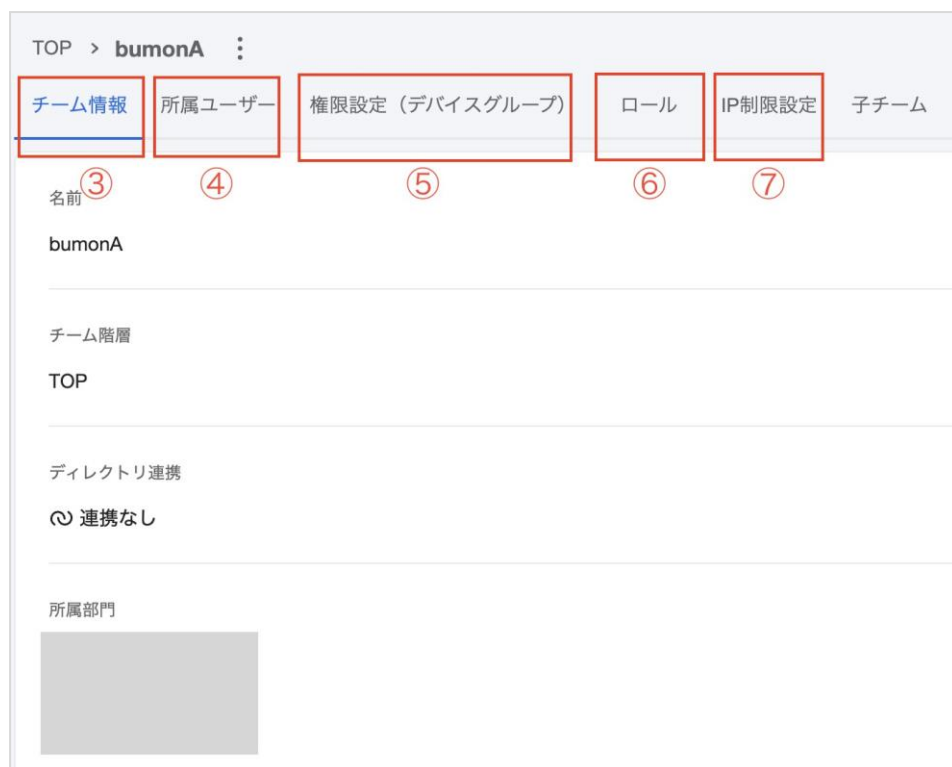 TOP > bumonA ⋮
チーム情報 所属ユーザー 権限設定（デバイスグループ） ロール IP制限設定 子チーム
③ ④ ⑤ ⑥ ⑦
名前
bumonA
チーム階層
TOP
ディレクトリ連携
連携なし
所属部門